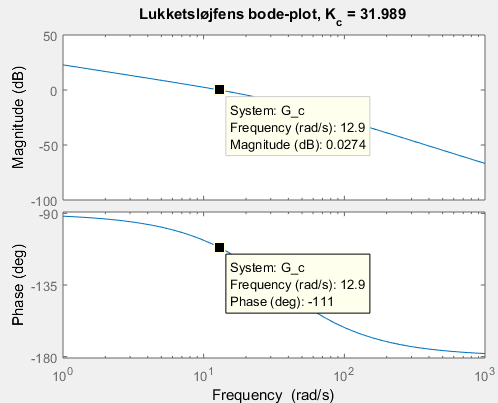 Lukketsløjfens bode-plot, K_c = 31.989
50
0
-50
-100
Magnitude (dB)
System: G_c
Frequency (rad/s): 12.9
Magnitude (dB): 0.0274
-90
-135
-180
Phase (deg)
System: G_c
Frequency (rad/s): 12.9
Phase (deg): -111
10^0 10^1 10^2 10^3
Frequency (rad/s)